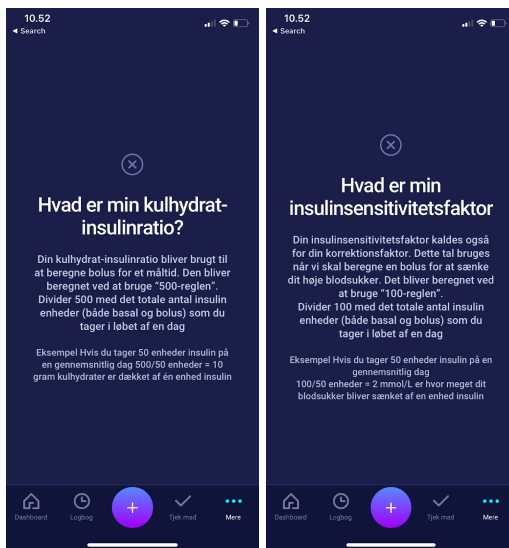 10.52
◄ Search
Hvad er min kulhydrat-
insulinratio?
Din kulhydrat-insulinratio bliver brugt til
at beregne bolus for et måltid. Den bliver
beregnet ved at bruge “500-reglen”.
Divider 500 med det totale antal insulin
enheder (både basal og bolus) som du
tager i løbet af en dag
Eksempel Hvis du tager 50 enheder insulin på
en gennemsnitlig dag 500/50 enheder = 10
gram kulhydrater er dækket af én enhed insulin
Dashboard
Logbog
Tjek mad
Mere
10.52
◄ Search
Hvad er min
insulinsensitivitetsfaktor
Din insulinsensitivitetsfaktor kaldes også
for din korrektionsfaktor. Dette tal bruges
når vi skal beregne en bolus for at sænke
dit høje blodsukker. Det bliver beregnet ved
at bruge “100-reglen”.
Divider 100 med det totale antal insulin
enheder (både basal og bolus) som du
tager i løbet af en dag
Eksempel Hvis du tager 50 enheder insulin på en
gennemsnitlig dag
100/50 enheder = 2 mmol/L er hvor meget dit
blodsukker bliver sænket af en enhed insulin
Dashboard
Logbog
Tjek mad
Mere